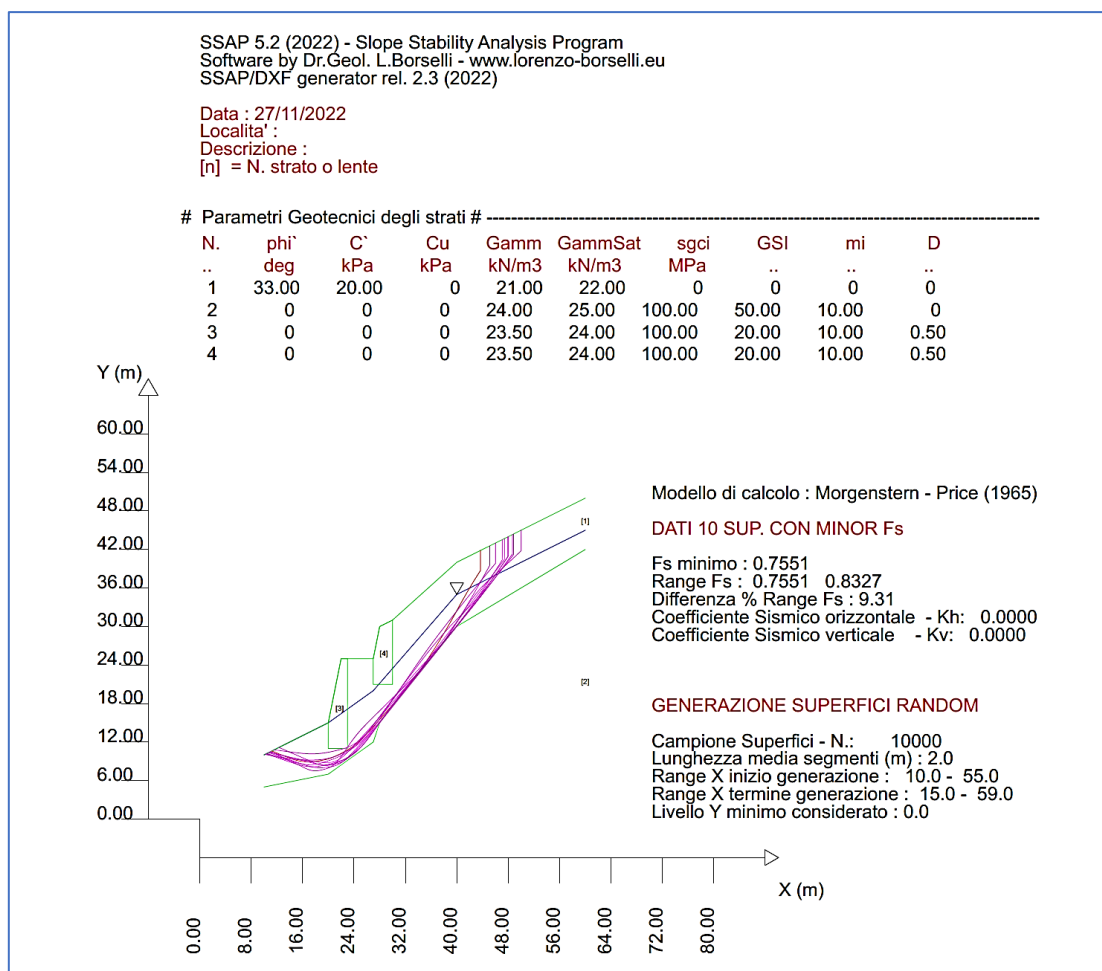 SSAP 5.2 (2022) - Slope Stability Analysis Program
Software by Dr.Geol. L.Borselli - www.lorenzo-borselli.eu
SSAP/DXF generator rel. 2.3 (2022)
Data : 27/11/2022
Localita' :
Descrizione :
[n] = N. strato o lente
# Parametri Geotecnici degli strati # -----------------------------------------------------------------------------------------
N. phi` C` Cu Gamm GammSat sgci GSI mi D
.. deg kPa kPa kN/m3 kN/m3 MPa .. .. ..
1 33.00 20.00 0 21.00 22.00 0 0 0 0
2 0 0 0 24.00 25.00 100.00 50.00 10.00 0
3 0 0 0 23.50 24.00 100.00 20.00 10.00 0.50
4 0 0 0 23.50 24.00 100.00 20.00 10.00 0.50
Y (m)
60.00
54.00
48.00
42.00
36.00
30.00
24.00
18.00
12.00
6.00
0.00
[1]
[4]
[3]
[2]
Modello di calcolo : Morgenstern - Price (1965)
DATI 10 SUP. CON MINOR Fs
Fs minimo : 0.7551
Range Fs : 0.7551 0.8327
Differenza % Range Fs : 9.31
Coefficiente Sismico orizzontale - Kh: 0.0000
Coefficiente Sismico verticale - Kv: 0.0000
GENERAZIONE SUPERFICI RANDOM
Campione Superfici - N.: 10000
Lunghezza media segmenti (m) : 2.0
Range X inizio generazione : 10.0 - 55.0
Range X termine generazione : 15.0 - 59.0
Livello Y minimo considerato : 0.0
X (m)
0.00
8.00
16.00
24.00
32.00
40.00
48.00
56.00
64.00
72.00
80.00